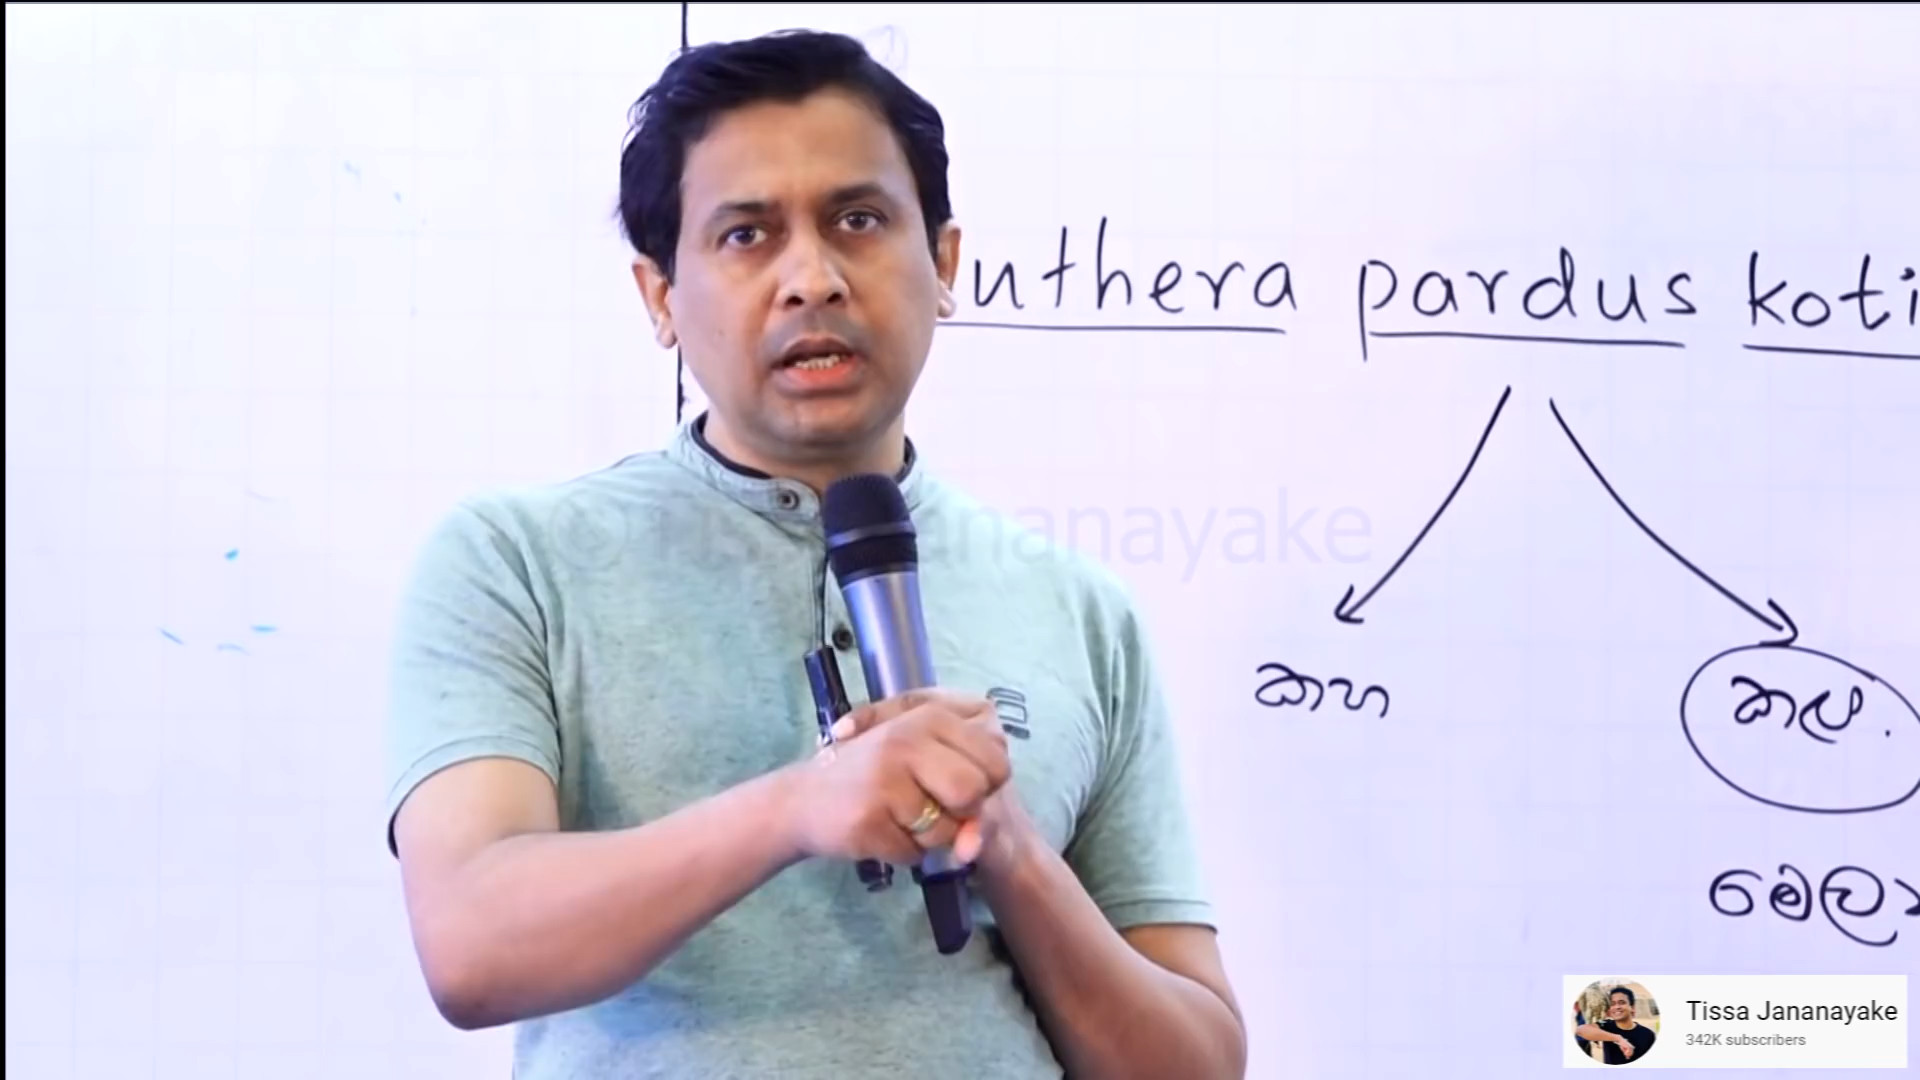 uthera pardus koti
© Tissa Jananayake
කහ
කළු.
මෙලා
Tissa Jananayake
342K subscribers